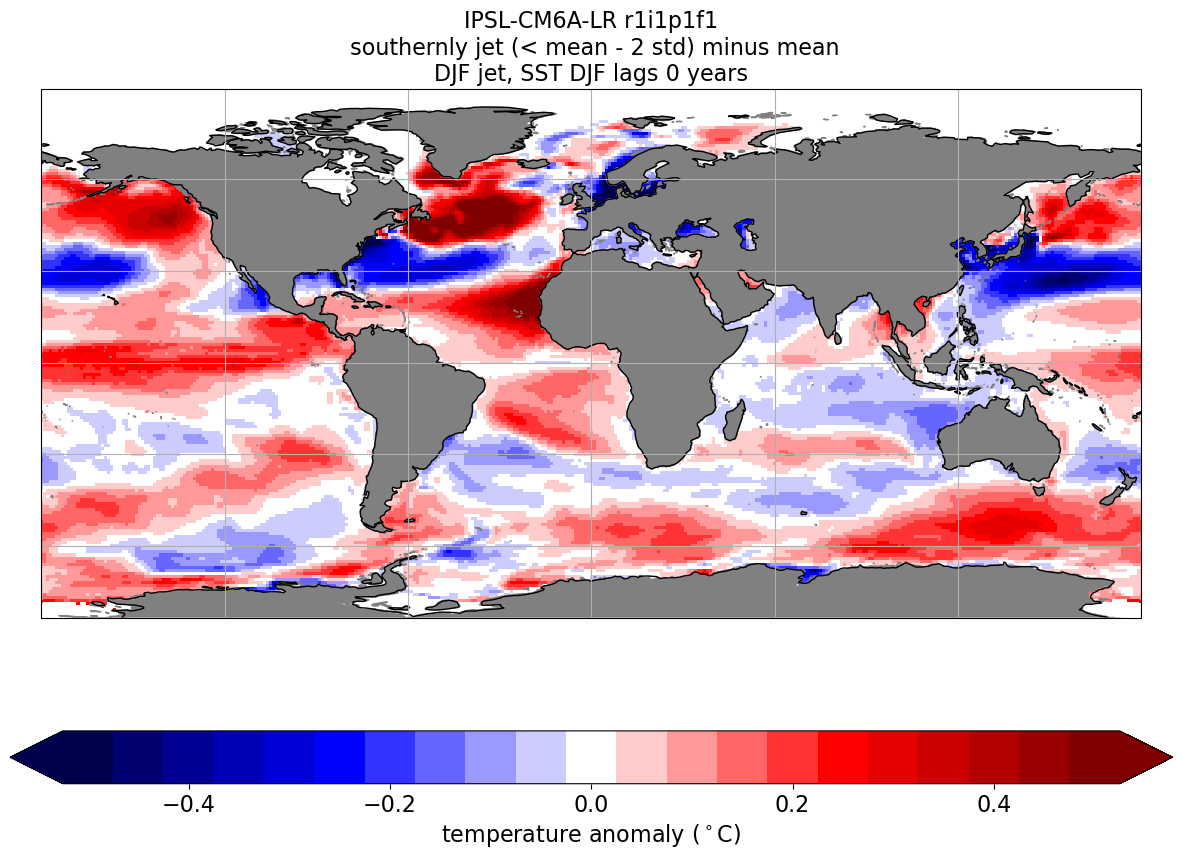 IPSL-CM6A-LR r1i1p1f1
southernly jet (< mean - 2 std) minus mean
DJF jet, SST DJF lags 0 years
−0.4 −0.2 0.0 0.2 0.4
temperature anomaly (°C)